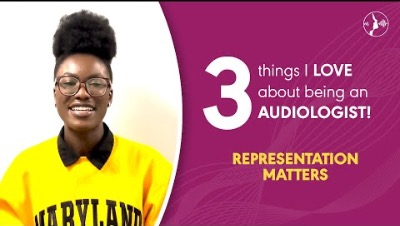 3
things I LOVE
about being an
AUDIOLOGIST!
REPRESENTATION
MATTERS
MARYLAND